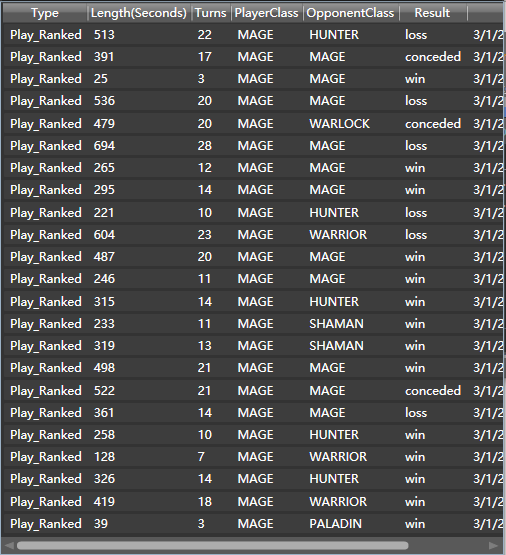 Type Length(Seconds) Turns PlayerClass OpponentClass Result
Play_Ranked 513 22 MAGE HUNTER loss 3/1/2
Play_Ranked 391 17 MAGE MAGE conceded 3/1/2
Play_Ranked 25 3 MAGE MAGE win 3/1/2
Play_Ranked 536 20 MAGE MAGE loss 3/1/2
Play_Ranked 479 20 MAGE WARLOCK conceded 3/1/2
Play_Ranked 694 28 MAGE MAGE loss 3/1/2
Play_Ranked 265 12 MAGE MAGE win 3/1/2
Play_Ranked 295 14 MAGE MAGE win 3/1/2
Play_Ranked 221 10 MAGE HUNTER loss 3/1/2
Play_Ranked 604 23 MAGE WARRIOR loss 3/1/2
Play_Ranked 487 20 MAGE MAGE win 3/1/2
Play_Ranked 246 11 MAGE MAGE win 3/1/2
Play_Ranked 315 14 MAGE HUNTER win 3/1/2
Play_Ranked 233 11 MAGE SHAMAN win 3/1/2
Play_Ranked 319 13 MAGE SHAMAN win 3/1/2
Play_Ranked 498 21 MAGE MAGE win 3/1/2
Play_Ranked 522 21 MAGE MAGE conceded 3/1/2
Play_Ranked 361 14 MAGE MAGE loss 3/1/2
Play_Ranked 258 10 MAGE HUNTER win 3/1/2
Play_Ranked 128 7 MAGE WARRIOR win 3/1/2
Play_Ranked 326 14 MAGE HUNTER win 3/1/2
Play_Ranked 419 18 MAGE WARRIOR win 3/1/2
Play_Ranked 39 3 MAGE PALADIN win 3/1/2